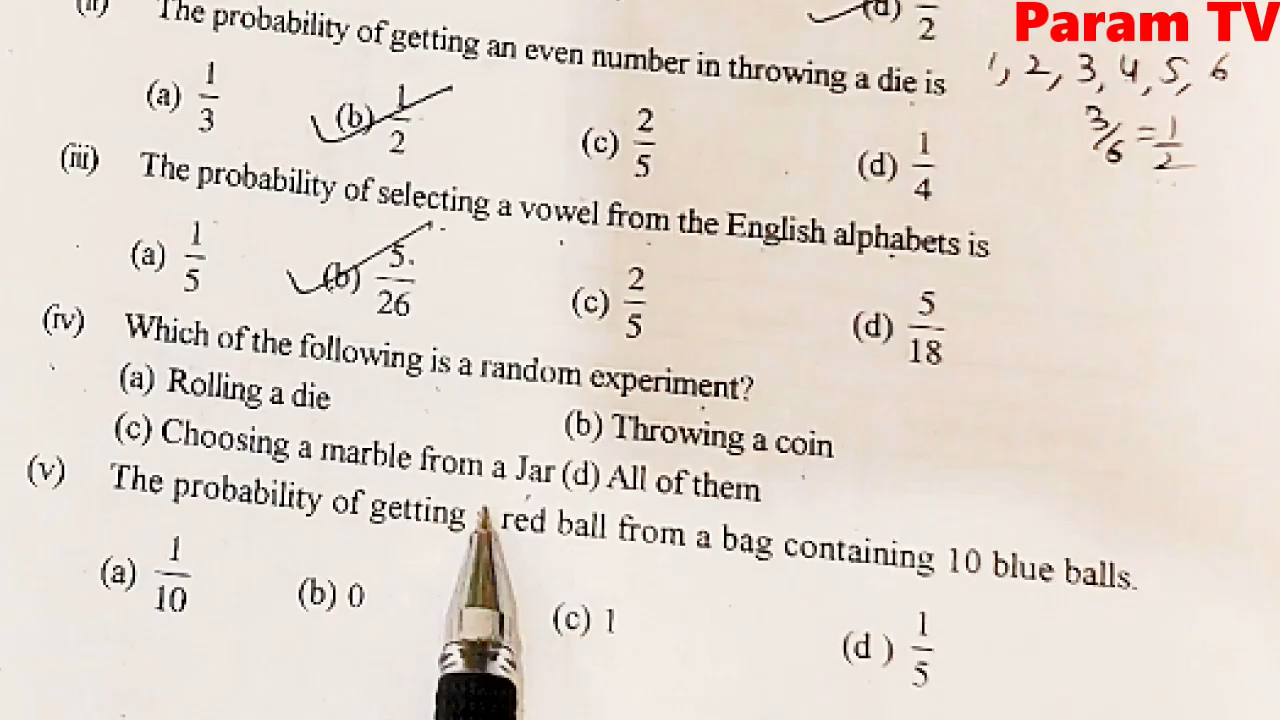 (d) 2
Param TV
(ii) The probability of getting an even number in throwing a die is
1, 2, 3, 4, 5, 6
(a) 1/3 (b) 1/2 (c) 2/5 (d) 1/4
3/6 = 1/2
(iii) The probability of selecting a vowel from the English alphabets is
(a) 1/5 (b) 5/26 (c) 2/5 (d) 5/18
(iv) Which of the following is a random experiment?
(a) Rolling a die (b) Throwing a coin
(c) Choosing a marble from a Jar (d) All of them
(v) The probability of getting red ball from a bag containing 10 blue balls.
(a) 1/10 (b) 0 (c) 1 (d ) 1/5